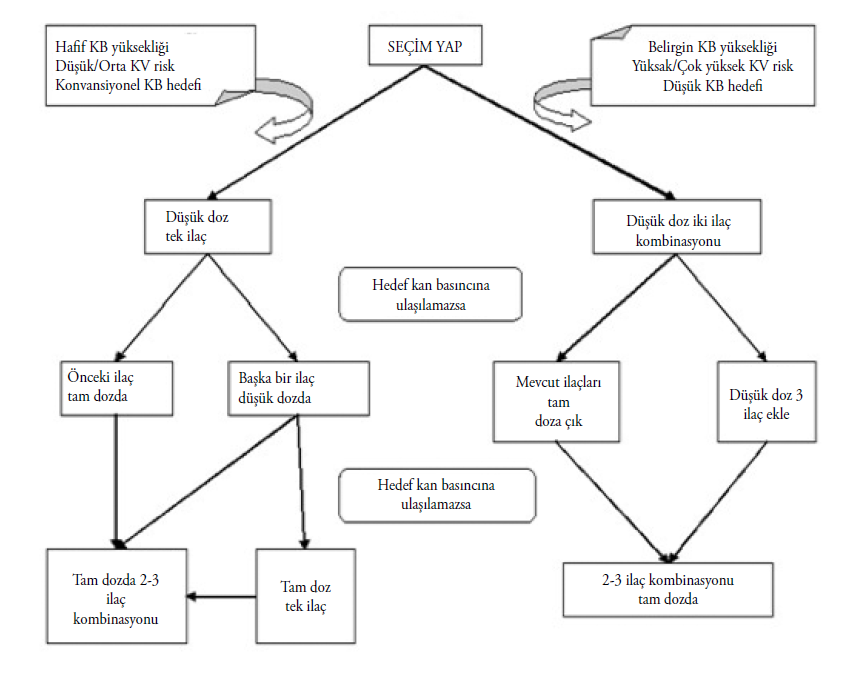 Hafif KB yüksekliği
Düşük/Orta KV risk
Konvansiyonel KB hedefi
SEÇİM YAP
Belirgin KB yüksekliği
Yüksak/Çok yüksek KV risk
Düşük KB hedefi
Düşük doz
tek ilaç
Düşük doz iki ilaç
kombinasyonu
Hedef kan basıncına
ulaşılamazsa
Önceki ilaç
tam dozda
Başka bir ilaç
düşük dozda
Mevcut ilaçları
tam
doza çık
Düşük doz 3
ilaç ekle
Hedef kan basıncına
ulaşılamazsa
Tam dozda 2-3
ilaç
kombinasyonu
Tam doz
tek ilaç
2-3 ilaç kombinasyonu
tam dozda